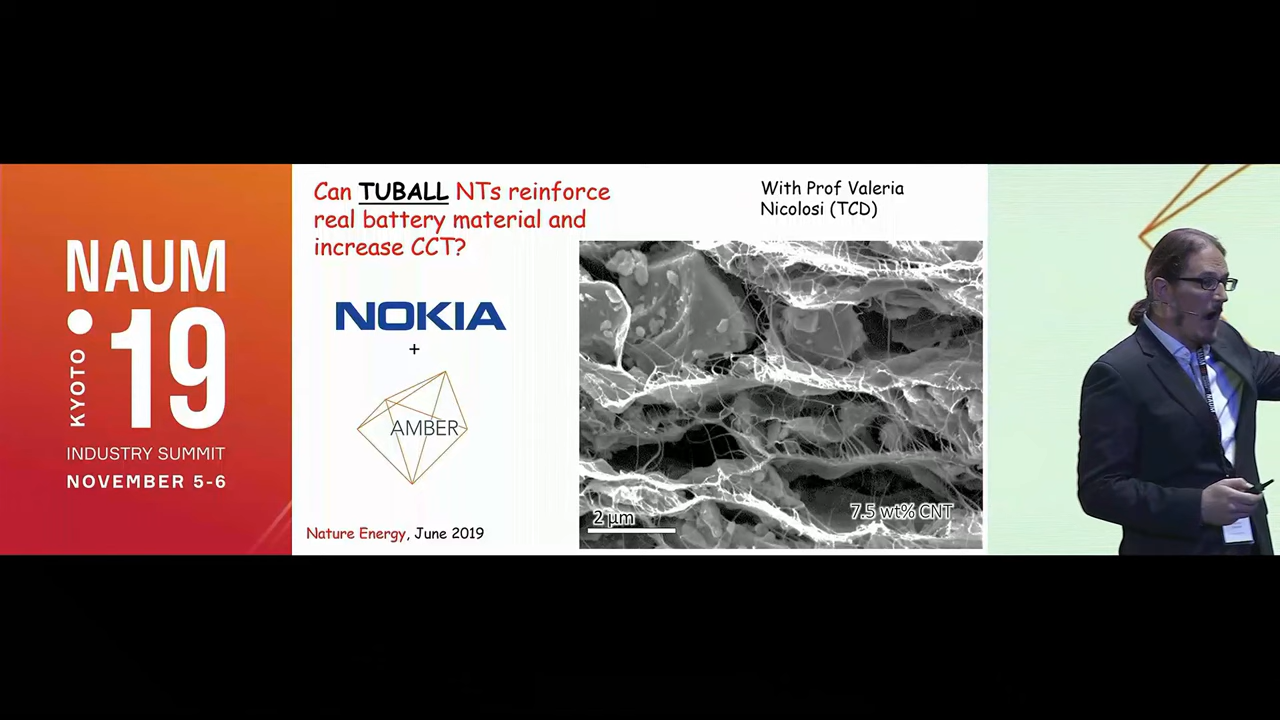 NAUM
'19
KYOTO
INDUSTRY SUMMIT
NOVEMBER 5-6
Can TUBALL NTs reinforce
real battery material and
increase CCT?
With Prof Valeria
Nicolosi (TCD)
NOKIA
+
AMBER
2 μm
7.5 wt% CNT
Nature Energy, June 2019
NAUM